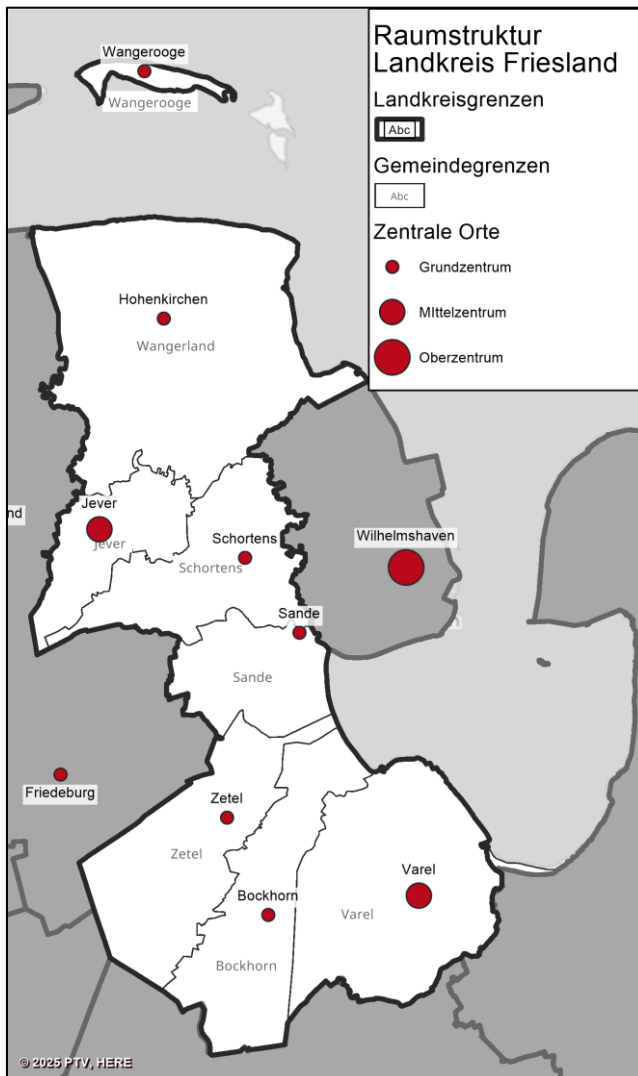 Raumstruktur
Landkreis Friesland
Landkreisgrenzen
Abc
Gemeindegrenzen
Abc
Zentrale Orte
Grundzentrum
MIttelzentrum
Oberzentrum
Wangerooge
Wangerooge
Hohenkirchen
Wangerland
Jever
Jever
nd
Schortens
Schortens
Wilhelmshaven
Sande
Sande
Friedeburg
Zetel
Zetel
Varel
Varel
Bockhorn
Bockhorn
© 2025 PTV, HERE